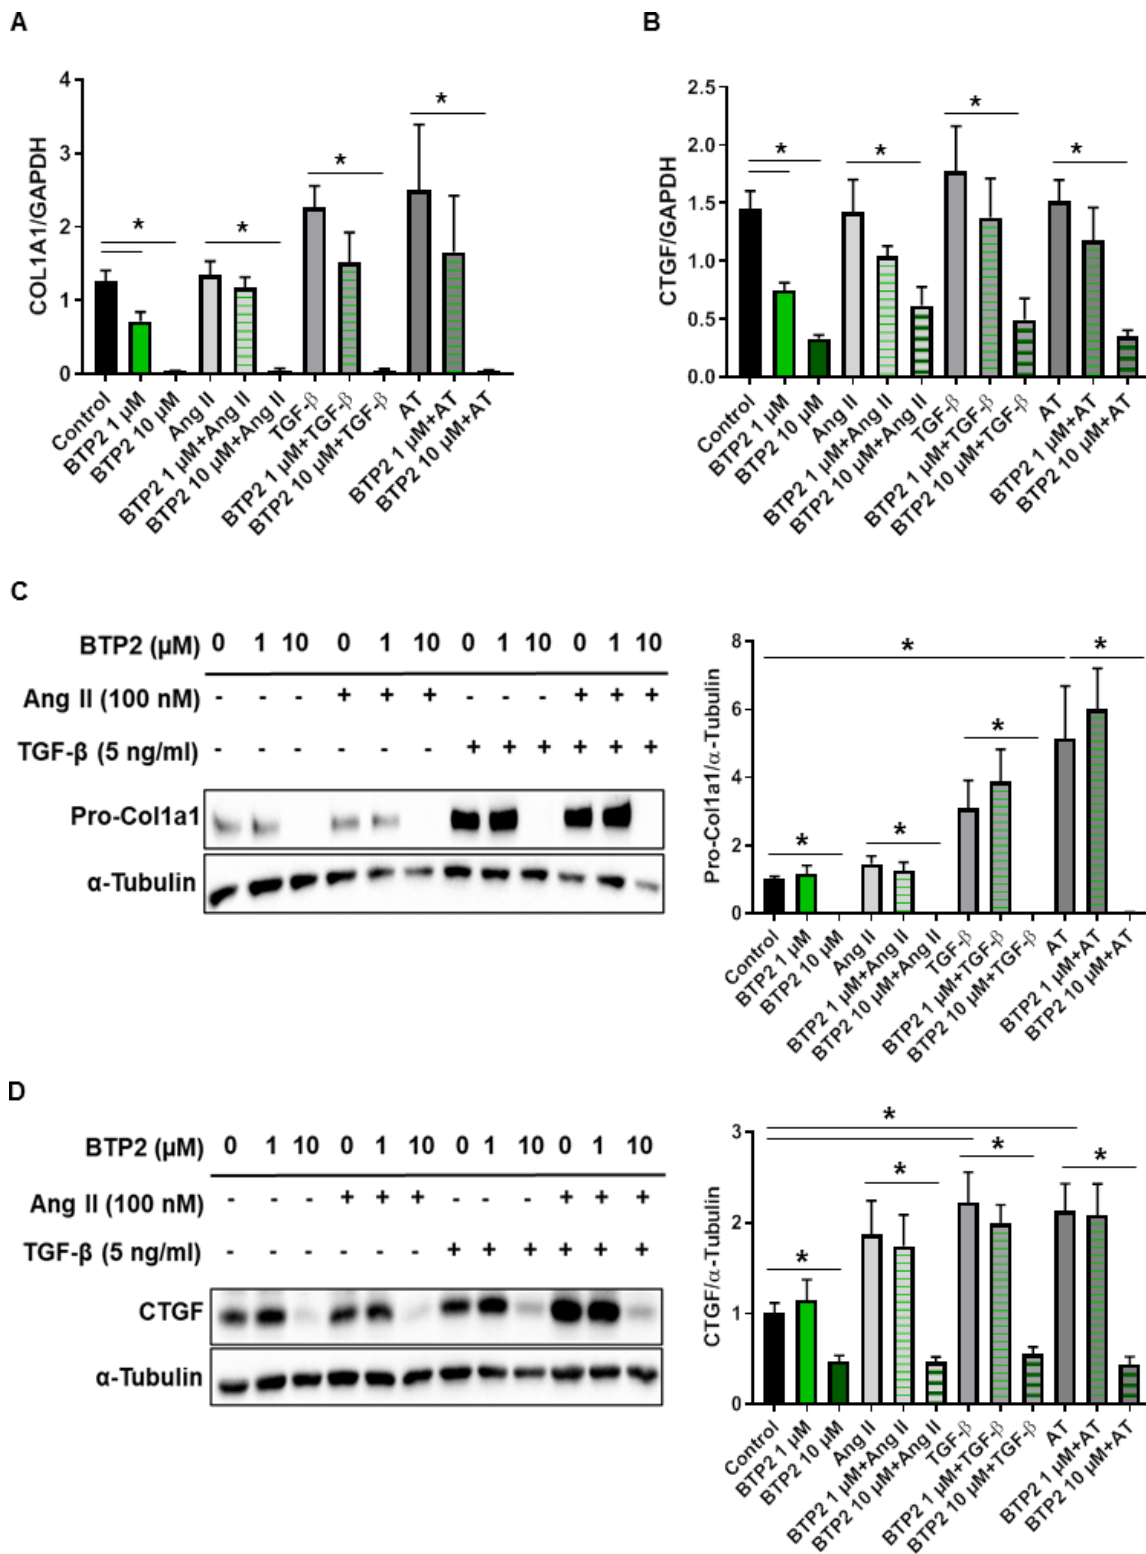 A
COL1A1/GAPDH
4
3
2
1
0
*
*
*
*
Control
BTP2 1 µM
BTP2 10 µM
Ang II
BTP2 1 µM+Ang II
BTP2 10 µM+Ang II
TGF-β
BTP2 1 µM+TGF-β
BTP2 10 µM+TGF-β
AT
BTP2 1 µM+AT
BTP2 10 µM+AT
B
CTGF/GAPDH
2.5
2.0
1.5
1.0
0.5
0.0
*
*
*
*
Control
BTP2 1 µM
BTP2 10 µM
Ang II
BTP2 1 µM+Ang II
BTP2 10 µM+Ang II
TGF-β
BTP2 1 µM+TGF-β
BTP2 10 µM+TGF-β
AT
BTP2 1 µM+AT
BTP2 10 µM+AT
C
BTP2 (µM) 0 1 10 0 1 10 0 1 10 0 1 10
Ang II (100 nM) - - - + + + - - - + + +
TGF-β (5 ng/ml) - - - - - - + + + + + +
Pro-Col1a1
α-Tubulin
Pro-Col1a1/α-Tubulin
8
6
4
2
0
*
*
*
*
*
Control
BTP2 1 µM
BTP2 10 µM
Ang II
BTP2 1 µM+Ang II
BTP2 10 µM+Ang II
TGF-β
BTP2 1 µM+TGF-β
BTP2 10 µM+TGF-β
AT
BTP2 1 µM+AT
BTP2 10 µM+AT
D
BTP2 (µM) 0 1 10 0 1 10 0 1 10 0 1 10
Ang II (100 nM) - - - + + + - - - + + +
TGF-β (5 ng/ml) - - - - - - + + + + + +
CTGF
α-Tubulin
CTGF/α-Tubulin
3
2
1
0
*
*
*
*
*
Control
BTP2 1 µM
BTP2 10 µM
Ang II
BTP2 1 µM+Ang II
BTP2 10 µM+Ang II
TGF-β
BTP2 1 µM+TGF-β
BTP2 10 µM+TGF-β
AT
BTP2 1 µM+AT
BTP2 10 µM+AT